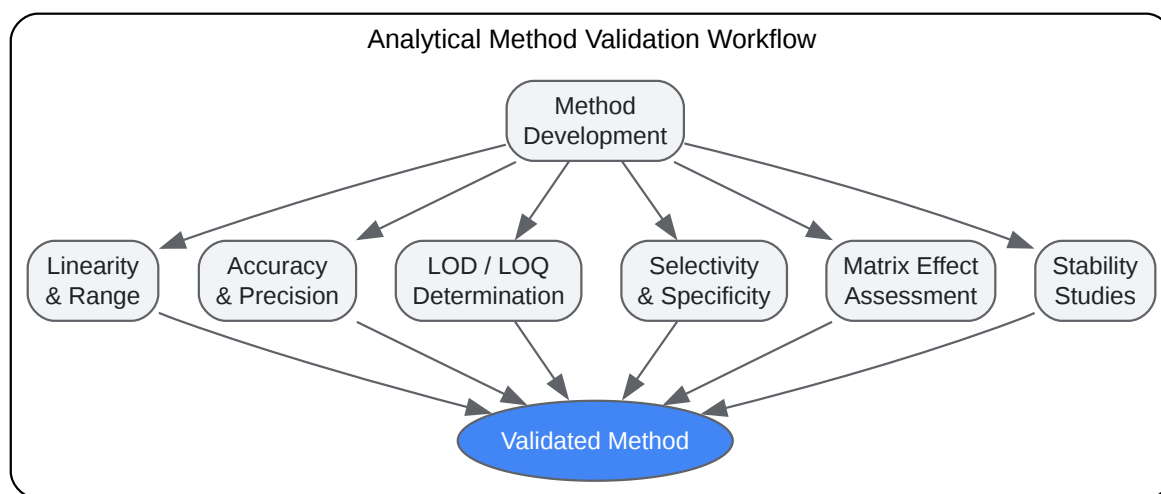 Analytical Method Validation Workflow
Method
Development
Linearity
& Range
Accuracy
& Precision
LOD / LOQ
Determination
Selectivity
& Specificity
Matrix Effect
Assessment
Stability
Studies
Validated Method